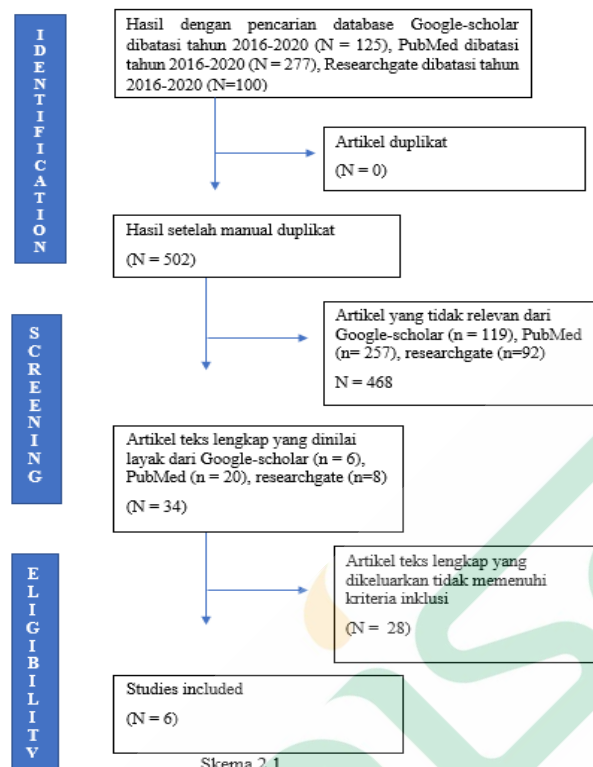 IDENTIFICATION
Hasil dengan pencarian database Google-scholar
dibatasi tahun 2016-2020 (N = 125), PubMed dibatasi
tahun 2016-2020 (N = 277), Researchgate dibatasi tahun
2016-2020 (N=100)
Artikel duplikat
(N = 0)
Hasil setelah manual duplikat
(N = 502)
SCREENING
Artikel yang tidak relevan dari
Google-scholar (n = 119), PubMed
(n= 257), researchgate (n=92)
N = 468
Artikel teks lengkap yang dinilai
layak dari Google-scholar (n = 6),
PubMed (n = 20), researchgate (n=8)
(N = 34)
ELIGIBILITY
Artikel teks lengkap yang
dikeluarkan tidak memenuhi
kriteria inklusi
(N = 28)
Studies included
(N = 6)
Skema 2.1